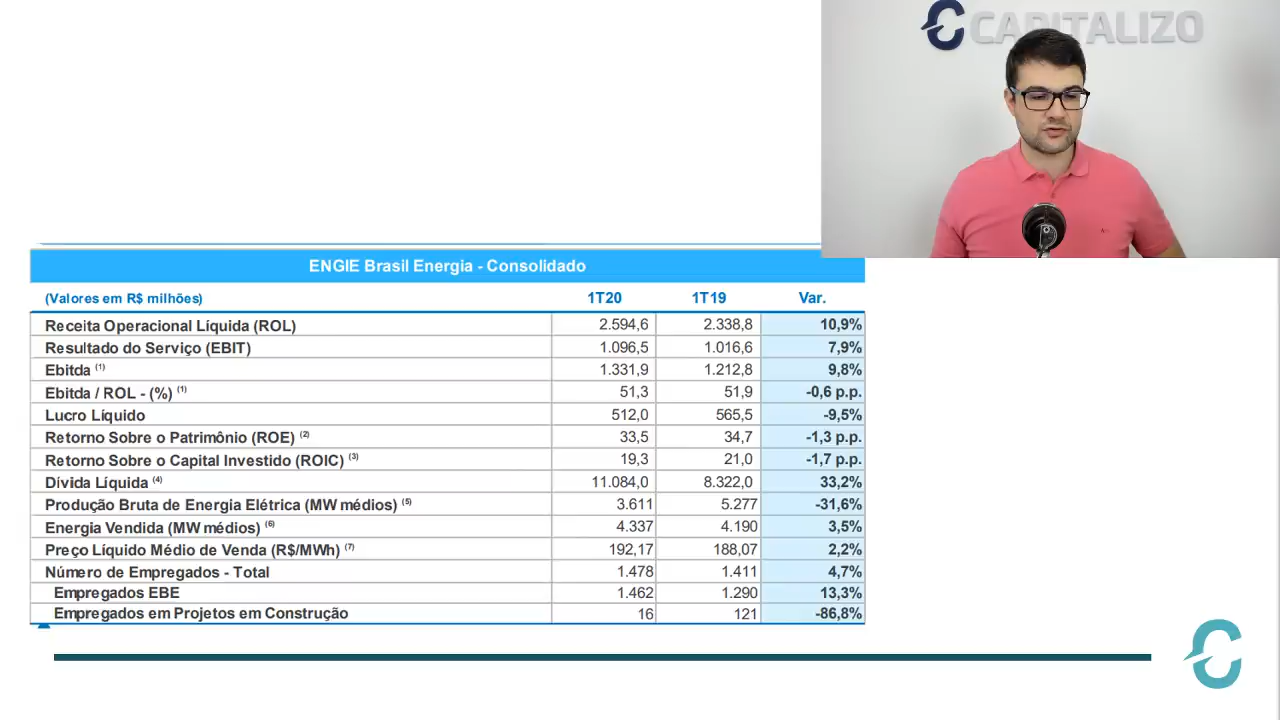 CAPITALIZO
ENGIE Brasil Energia - Consolidado
(Valores em R$ milhões) 1T20 1T19 Var.
Receita Operacional Líquida (ROL) 2.594,6 2.338,8 10,9%
Resultado do Serviço (EBIT) 1.096,5 1.016,6 7,9%
Ebitda (1) 1.331,9 1.212,8 9,8%
Ebitda / ROL - (%) (1) 51,3 51,9 -0,6 p.p.
Lucro Líquido 512,0 565,5 -9,5%
Retorno Sobre o Patrimônio (ROE) (2) 33,5 34,7 -1,3 p.p.
Retorno Sobre o Capital Investido (ROIC) (3) 19,3 21,0 -1,7 p.p.
Dívida Líquida (4) 11.084,0 8.322,0 33,2%
Produção Bruta de Energia Elétrica (MW médios) (5) 3.611 5.277 -31,6%
Energia Vendida (MW médios) (6) 4.337 4.190 3,5%
Preço Líquido Médio de Venda (R$/MWh) (7) 192,17 188,07 2,2%
Número de Empregados - Total 1.478 1.411 4,7%
Empregados EBE 1.462 1.290 13,3%
Empregados em Projetos em Construção 16 121 -86,8%